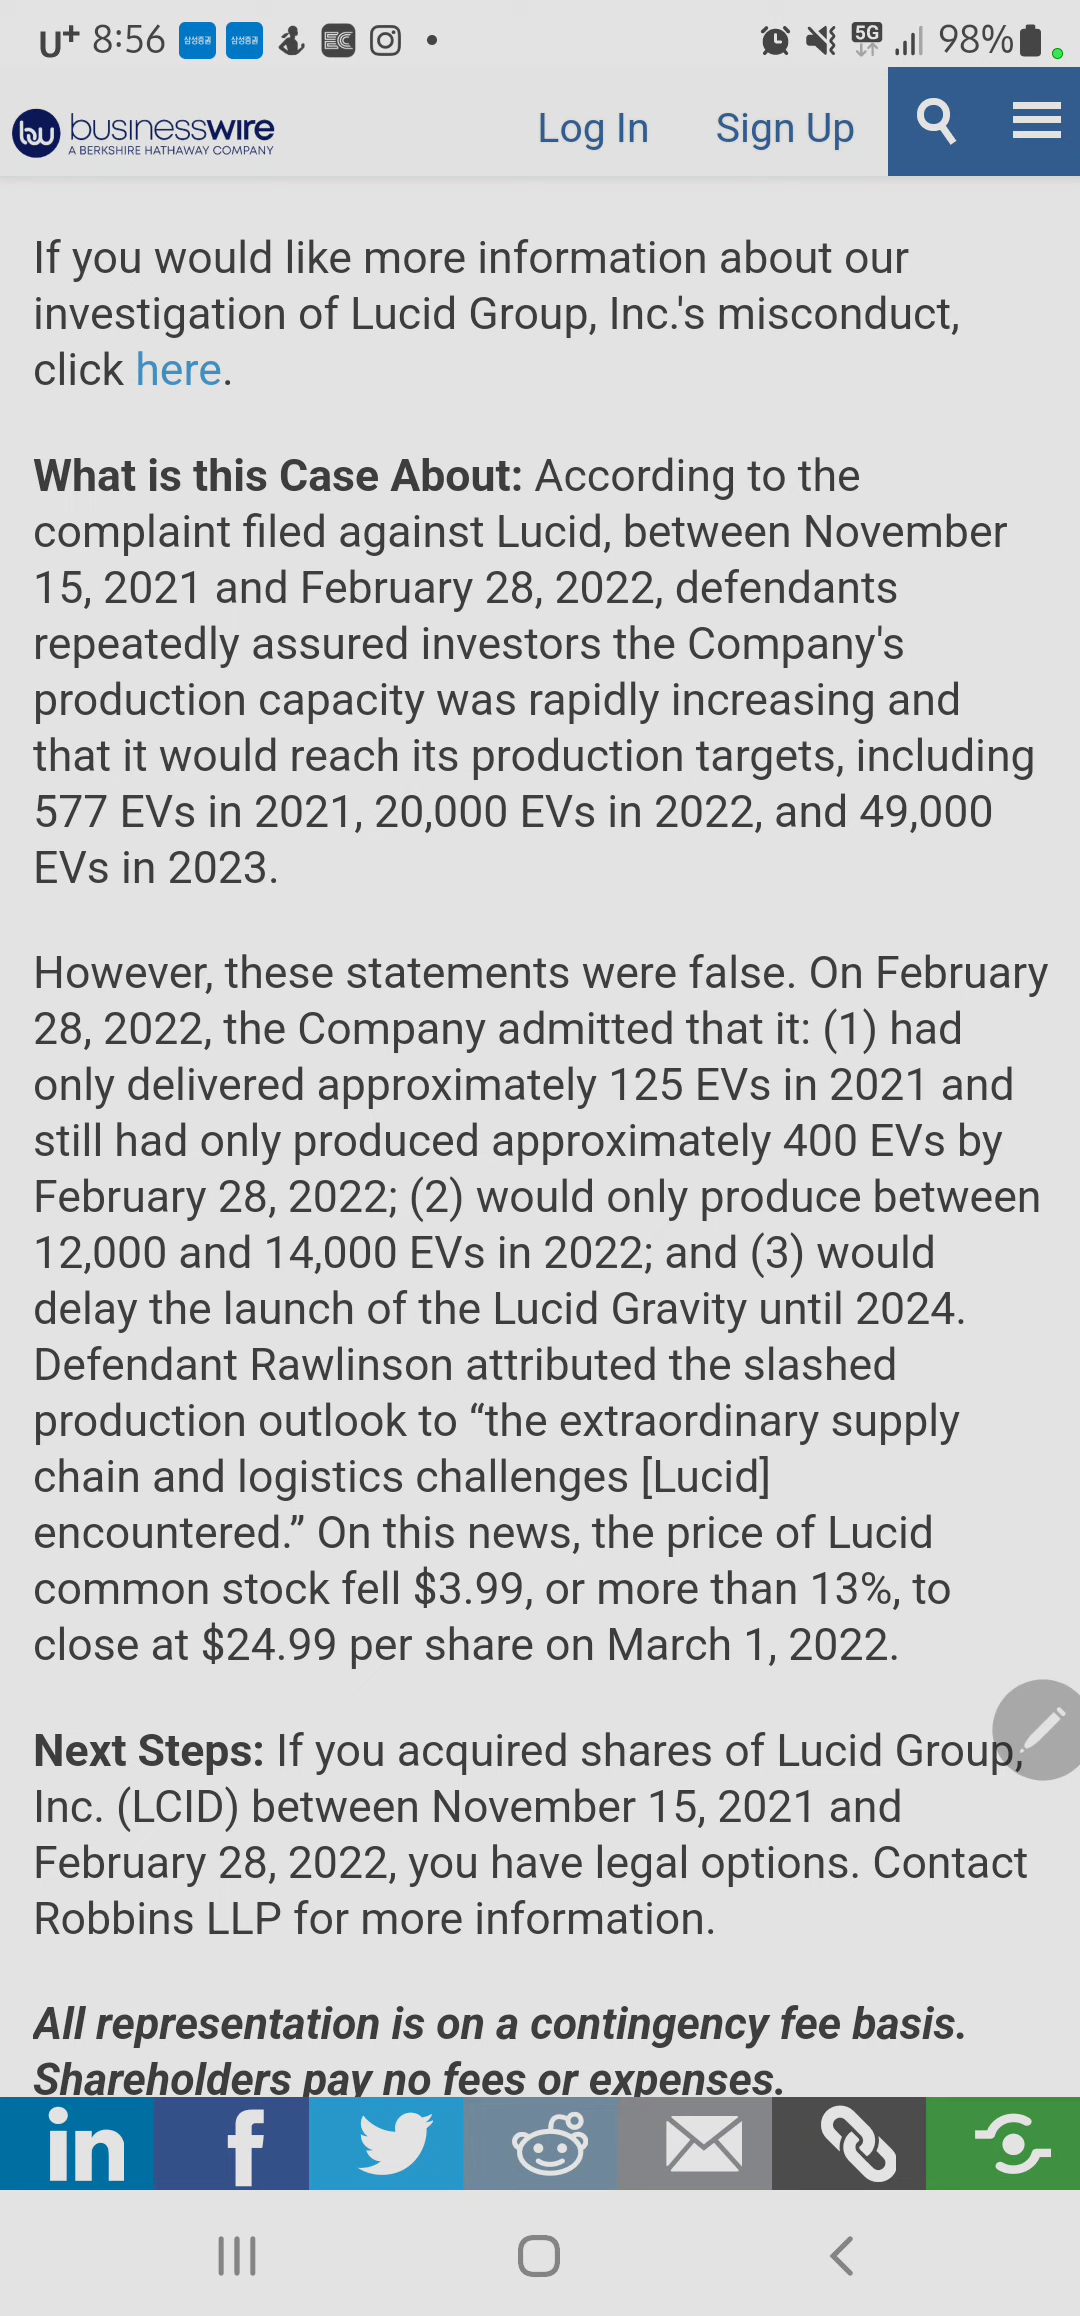 U+ 8:56 삼성증권 삼성증권 EC 5G 98%
bw businesswire
A BERKSHIRE HATHAWAY COMPANY
Log In Sign Up
If you would like more information about our
investigation of Lucid Group, Inc.'s misconduct,
click here.
What is this Case About: According to the
complaint filed against Lucid, between November
15, 2021 and February 28, 2022, defendants
repeatedly assured investors the Company's
production capacity was rapidly increasing and
that it would reach its production targets, including
577 EVs in 2021, 20,000 EVs in 2022, and 49,000
EVs in 2023.
However, these statements were false. On February
28, 2022, the Company admitted that it: (1) had
only delivered approximately 125 EVs in 2021 and
still had only produced approximately 400 EVs by
February 28, 2022; (2) would only produce between
12,000 and 14,000 EVs in 2022; and (3) would
delay the launch of the Lucid Gravity until 2024.
Defendant Rawlinson attributed the slashed
production outlook to “the extraordinary supply
chain and logistics challenges [Lucid]
encountered.” On this news, the price of Lucid
common stock fell $3.99, or more than 13%, to
close at $24.99 per share on March 1, 2022.
Next Steps: If you acquired shares of Lucid Group,
Inc. (LCID) between November 15, 2021 and
February 28, 2022, you have legal options. Contact
Robbins LLP for more information.
All representation is on a contingency fee basis.
Shareholders pay no fees or expenses.
in f